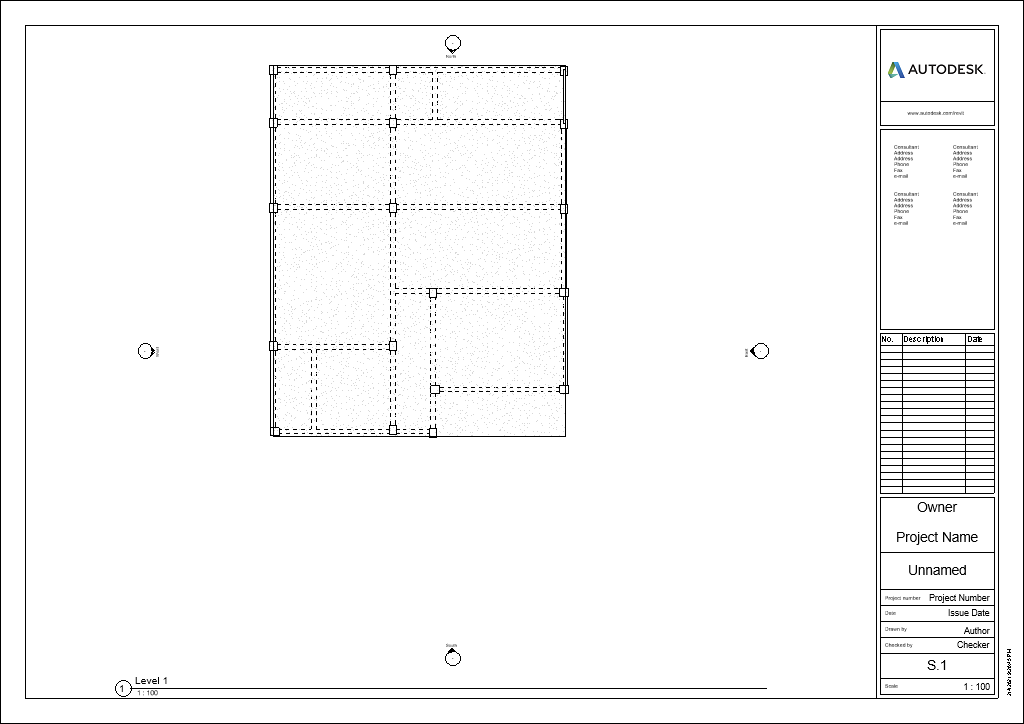 North
East
West
South
1
Level 1
1 : 100
AUTODESK.
www.autodesk.com/revit
Consultant
Address
Address
Phone
Fax
e-mail
Consultant
Address
Address
Phone
Fax
e-mail
Consultant
Address
Address
Address
Phone
Fax
e-mail
Consultant
Address
Address
Address
Phone
Fax
e-mail
No. Description Date
Owner
Project Name
Unnamed
Project number Project Number
Date Issue Date
Drawn by Author
Checked by Checker
S.1
Scale 1 : 100